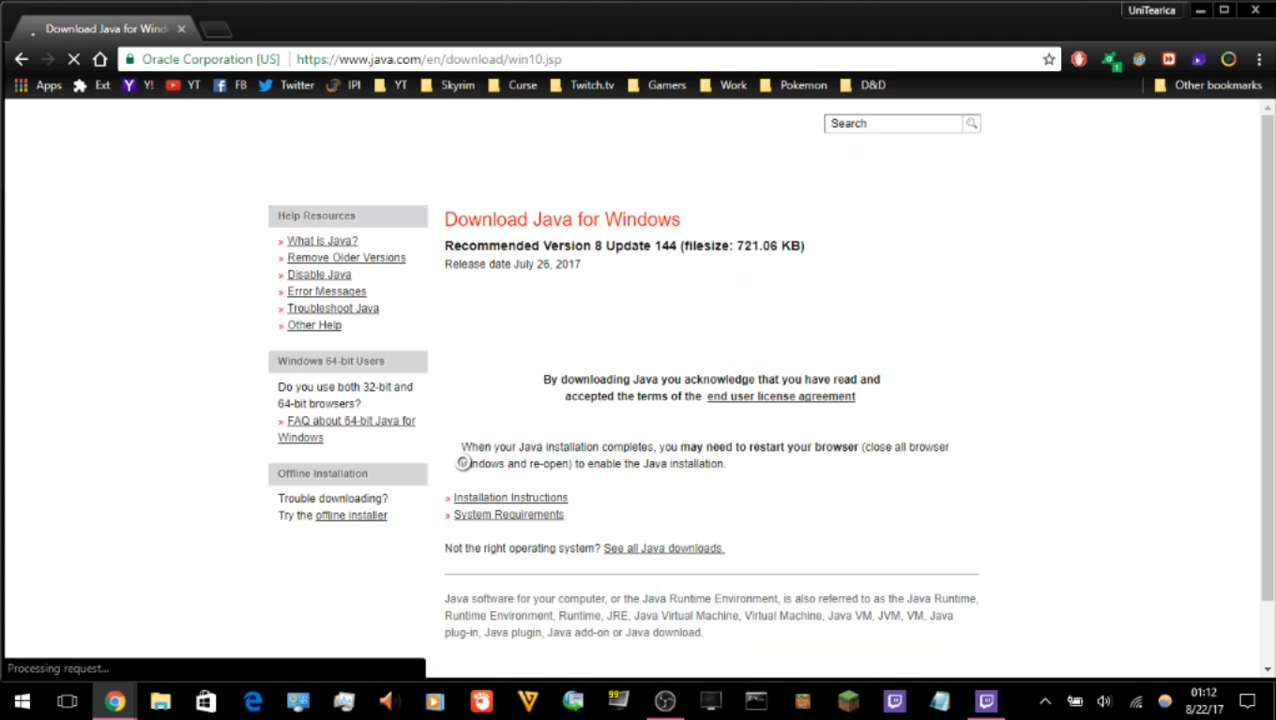 UniTearica
Download Java for Wind
Oracle Corporation [US]
https://www.java.com/en/download/win10.jsp
Apps Ext Y! YT FB Twitter IPI YT Skyrim Curse Twitch.tv Gamers Work Pokemon D&D Other bookmarks
Search
Help Resources
» What is Java?
» Remove Older Versions
» Disable Java
» Error Messages
» Troubleshoot Java
» Other Help
Windows 64-bit Users
Do you use both 32-bit and
64-bit browsers?
» FAQ about 64-bit Java for
Windows
Offline Installation
Trouble downloading?
Try the offline installer
Download Java for Windows
Recommended Version 8 Update 144 (filesize: 721.06 KB)
Release date July 26, 2017
By downloading Java you acknowledge that you have read and
accepted the terms of the end user license agreement
When your Java installation completes, you may need to restart your browser (close all browser
indows and re-open) to enable the Java installation.
» Installation Instructions
» System Requirements
Not the right operating system? See all Java downloads.
Java software for your computer, or the Java Runtime Environment, is also referred to as the Java Runtime,
Runtime Environment, Runtime, JRE, Java Virtual Machine, Virtual Machine, Java VM, JVM, VM, Java
plug-in, Java plugin, Java add-on or Java download.
Processing request...
99
01:12
8/22/17